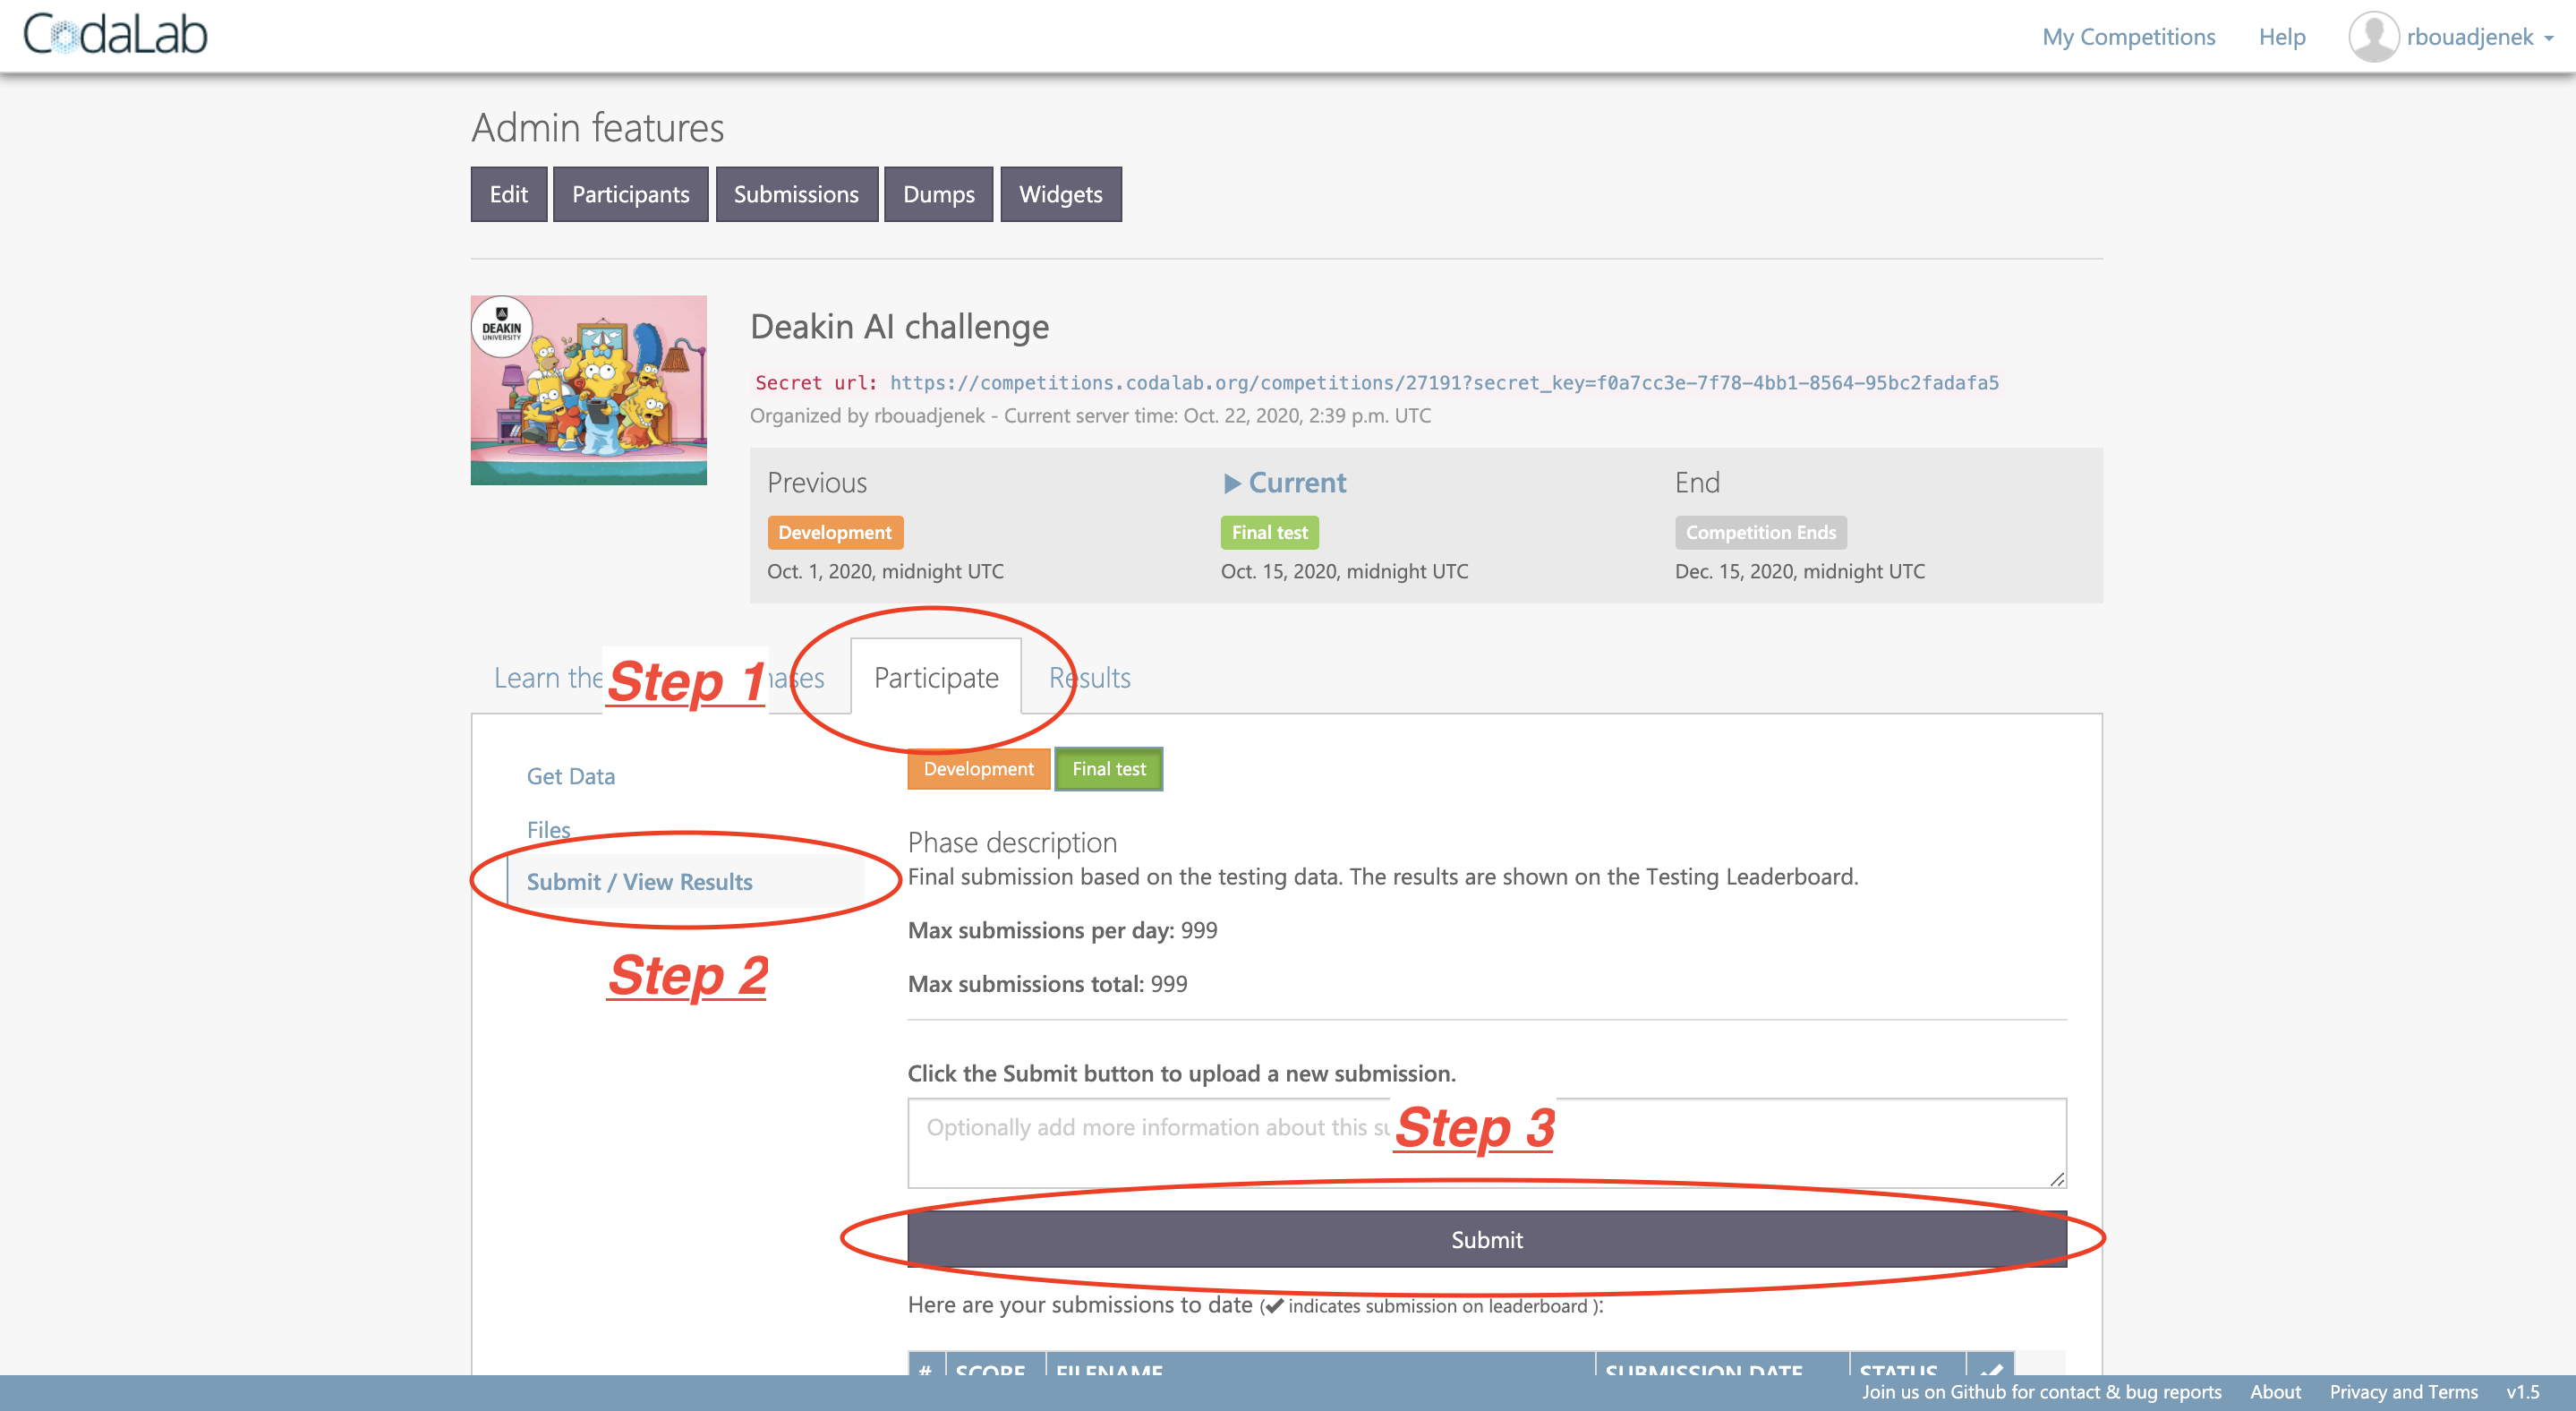 CodaLab
My Competitions Help rbouadjenek
Admin features
Edit Participants Submissions Dumps Widgets
DEAKIN
UNIVERSITY
Deakin AI challenge
Secret url: https://competitions.codalab.org/competitions/27191?secret_key=f0a7cc3e-7f78-4bb1-8564-95bc2fadafa5
Organized by rbouadjenek - Current server time: Oct. 22, 2020, 2:39 p.m. UTC
Previous Current End
Development Final test Competition Ends
Oct. 1, 2020, midnight UTC Oct. 15, 2020, midnight UTC Dec. 15, 2020, midnight UTC
Learn the Step 1 ases Participate Results
Get Data
Files
Submit / View Results
Step 2
Development Final test
Phase description
Final submission based on the testing data. The results are shown on the Testing Leaderboard.
Max submissions per day: 999
Max submissions total: 999
Click the Submit button to upload a new submission.
Optionally add more information about this Step 3
Submit
Here are your submissions to date (✔ indicates submission on leaderboard ):
# SCORE FILENAME SUBMISSION DATE STATUS ✔
Join us on Github for contact & bug reports About Privacy and Terms v1.5